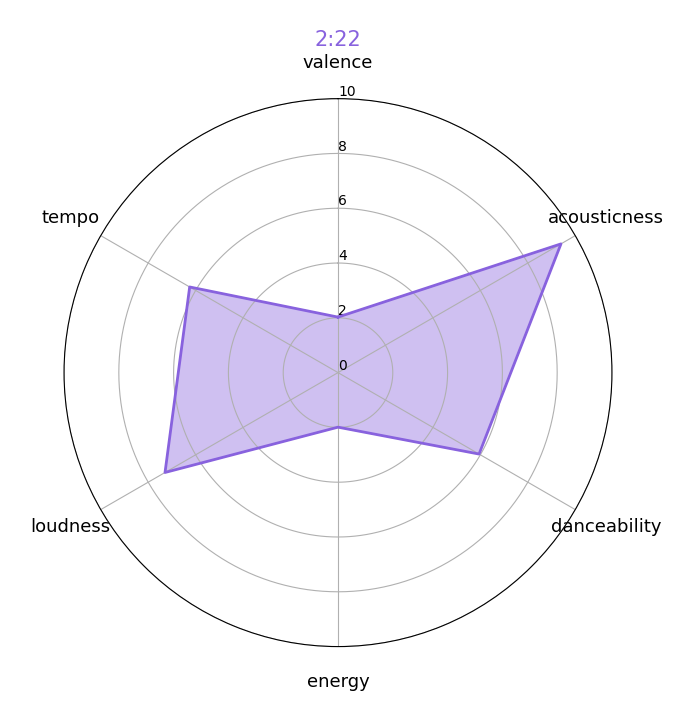 2:22
valence
10
8
6
4
2
0
tempo
acousticness
loudness
danceability
energy